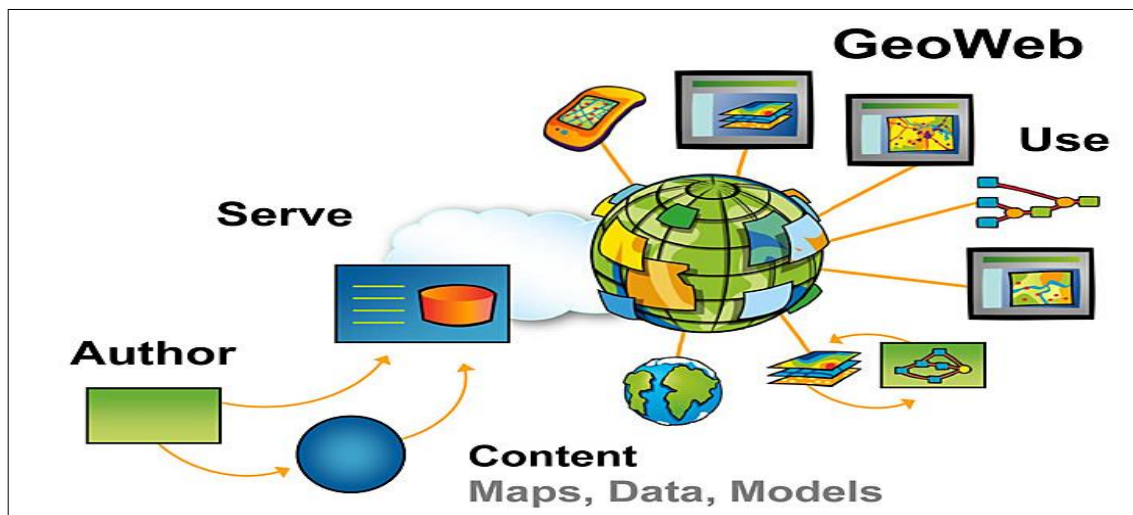 GeoWeb
Use
Serve
Author
Content
Maps, Data, Models